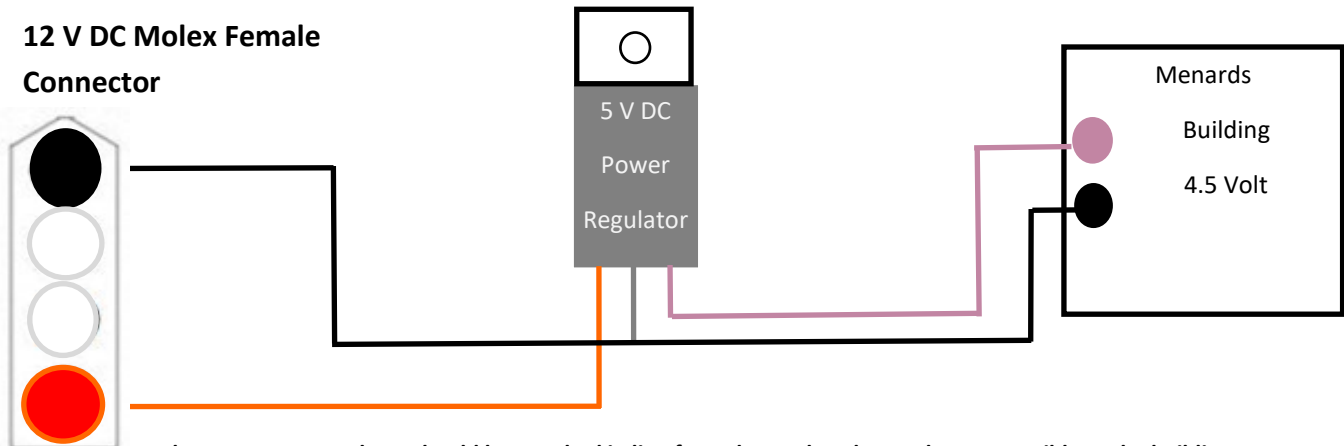 12 V DC Molex Female
Connector
5 V DC
Power
Regulator
Menards
Building
4.5 Volt